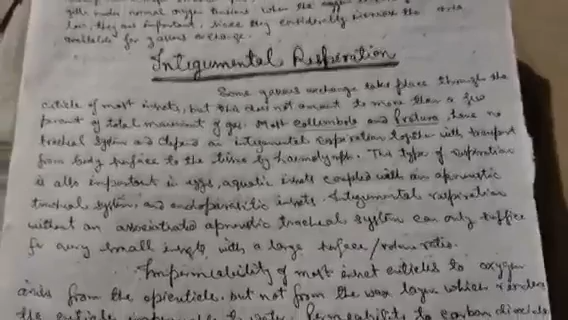 gills under normal oxygen tensions, when the oxygen
low, they are important, since they evidently increase the area
available for gaseous exchange.
Integumental Respiration
Some gaseous exchange takes place through the
cuticle of most insects, but this does not amount to more than a few
percent of total movement of gas. Most Collembola and Protura have no
tracheal system and depend on integumental respiration together with transport
from body surface to the tissue by haemolymph. This type of respiration
is also important in eggs, aquatic insects coupled with an apneustic
tracheal system, and endoparasitic insects. Integumental respiration
without an associated apneustic tracheal system can only suffice
for very small insects with a large surface/volume ratio.
Impermeability of most insect cuticles to oxygen
arises from the epicuticle, but not from the wax layer which renders
the cuticle impermeable to water. Permeability to carbon dioxide